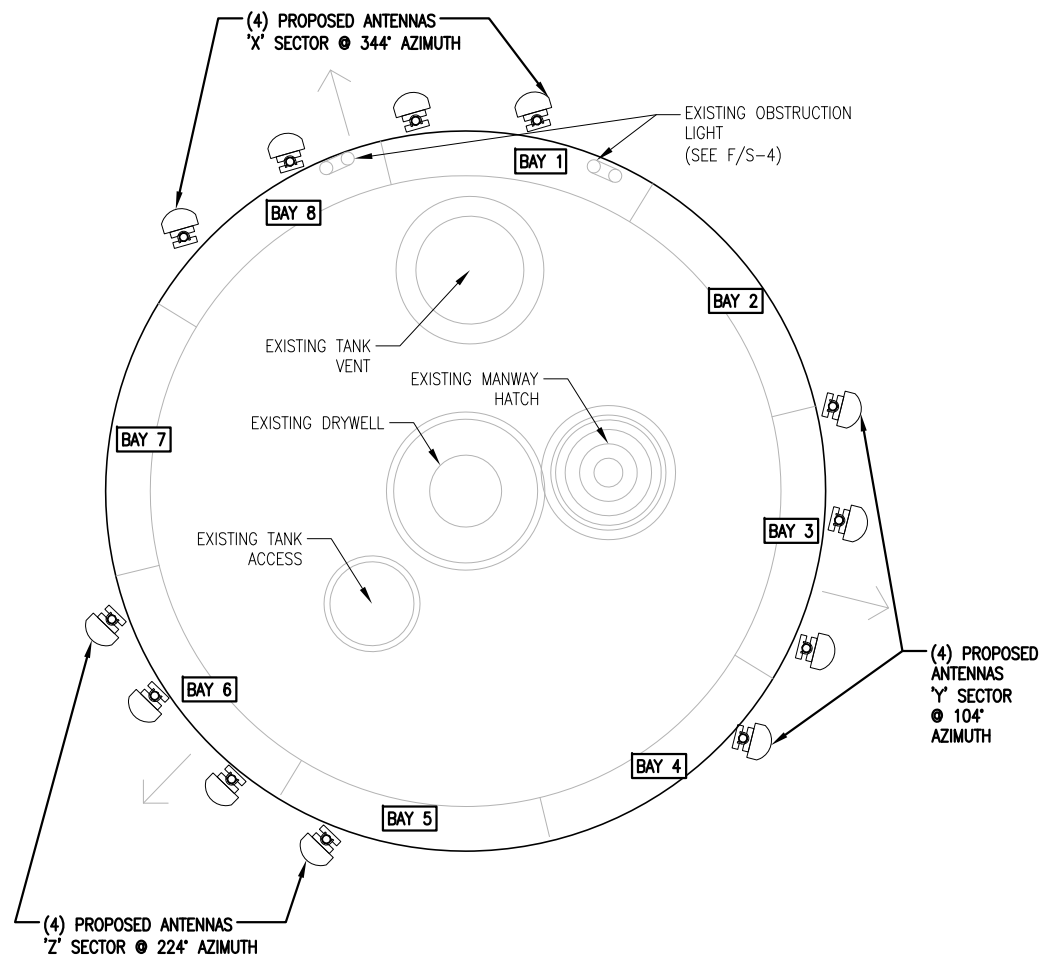 (4) PROPOSED ANTENNAS
'X' SECTOR @ 344° AZIMUTH
EXISTING OBSTRUCTION
LIGHT
(SEE F/S-4)
BAY 1
BAY 8
BAY 2
EXISTING TANK
VENT
EXISTING MANWAY
HATCH
EXISTING DRYWELL
BAY 7
BAY 3
EXISTING TANK
ACCESS
(4) PROPOSED
ANTENNAS
'Y' SECTOR
@ 104°
AZIMUTH
BAY 6
BAY 4
BAY 5
(4) PROPOSED ANTENNAS
'Z' SECTOR @ 224° AZIMUTH